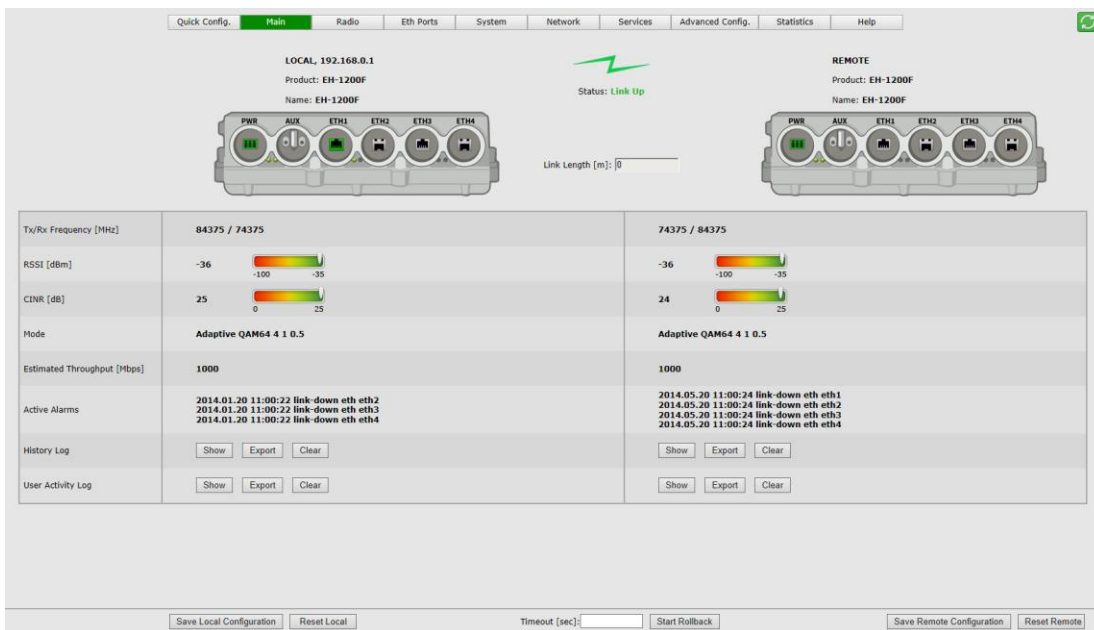 Quick Config. Main Radio Eth Ports System Network Services Advanced Config. Statistics Help
LOCAL, 192.168.0.1
Product: EH-1200F
Name: EH-1200F
PWR AUX ETH1 ETH2 ETH3 ETH4
Status: Link Up
Link Length [m]: 0
REMOTE
Product: EH-1200F
Name: EH-1200F
PWR AUX ETH1 ETH2 ETH3 ETH4
Tx/Rx Frequency [MHz] 84375 / 74375 74375 / 84375
RSSI [dBm] -36 -36
-100 -35 -100 -35
CINR [dB] 25 24
0 25 0 25
Mode Adaptive QAM64 4 1 0.5 Adaptive QAM64 4 1 0.5
Estimated Throughput [Mbps] 1000 1000
Active Alarms
2014.01.20 11:00:22 link-down eth eth2
2014.01.20 11:00:22 link-down eth eth3
2014.01.20 11:00:22 link-down eth eth4
2014.05.20 11:00:24 link-down eth eth1
2014.05.20 11:00:24 link-down eth eth2
2014.05.20 11:00:24 link-down eth eth3
2014.05.20 11:00:24 link-down eth eth4
History Log Show Export Clear Show Export Clear
User Activity Log Show Export Clear Show Export Clear
Save Local Configuration Reset Local Timeout [sec]: Start Rollback Save Remote Configuration Reset Remote